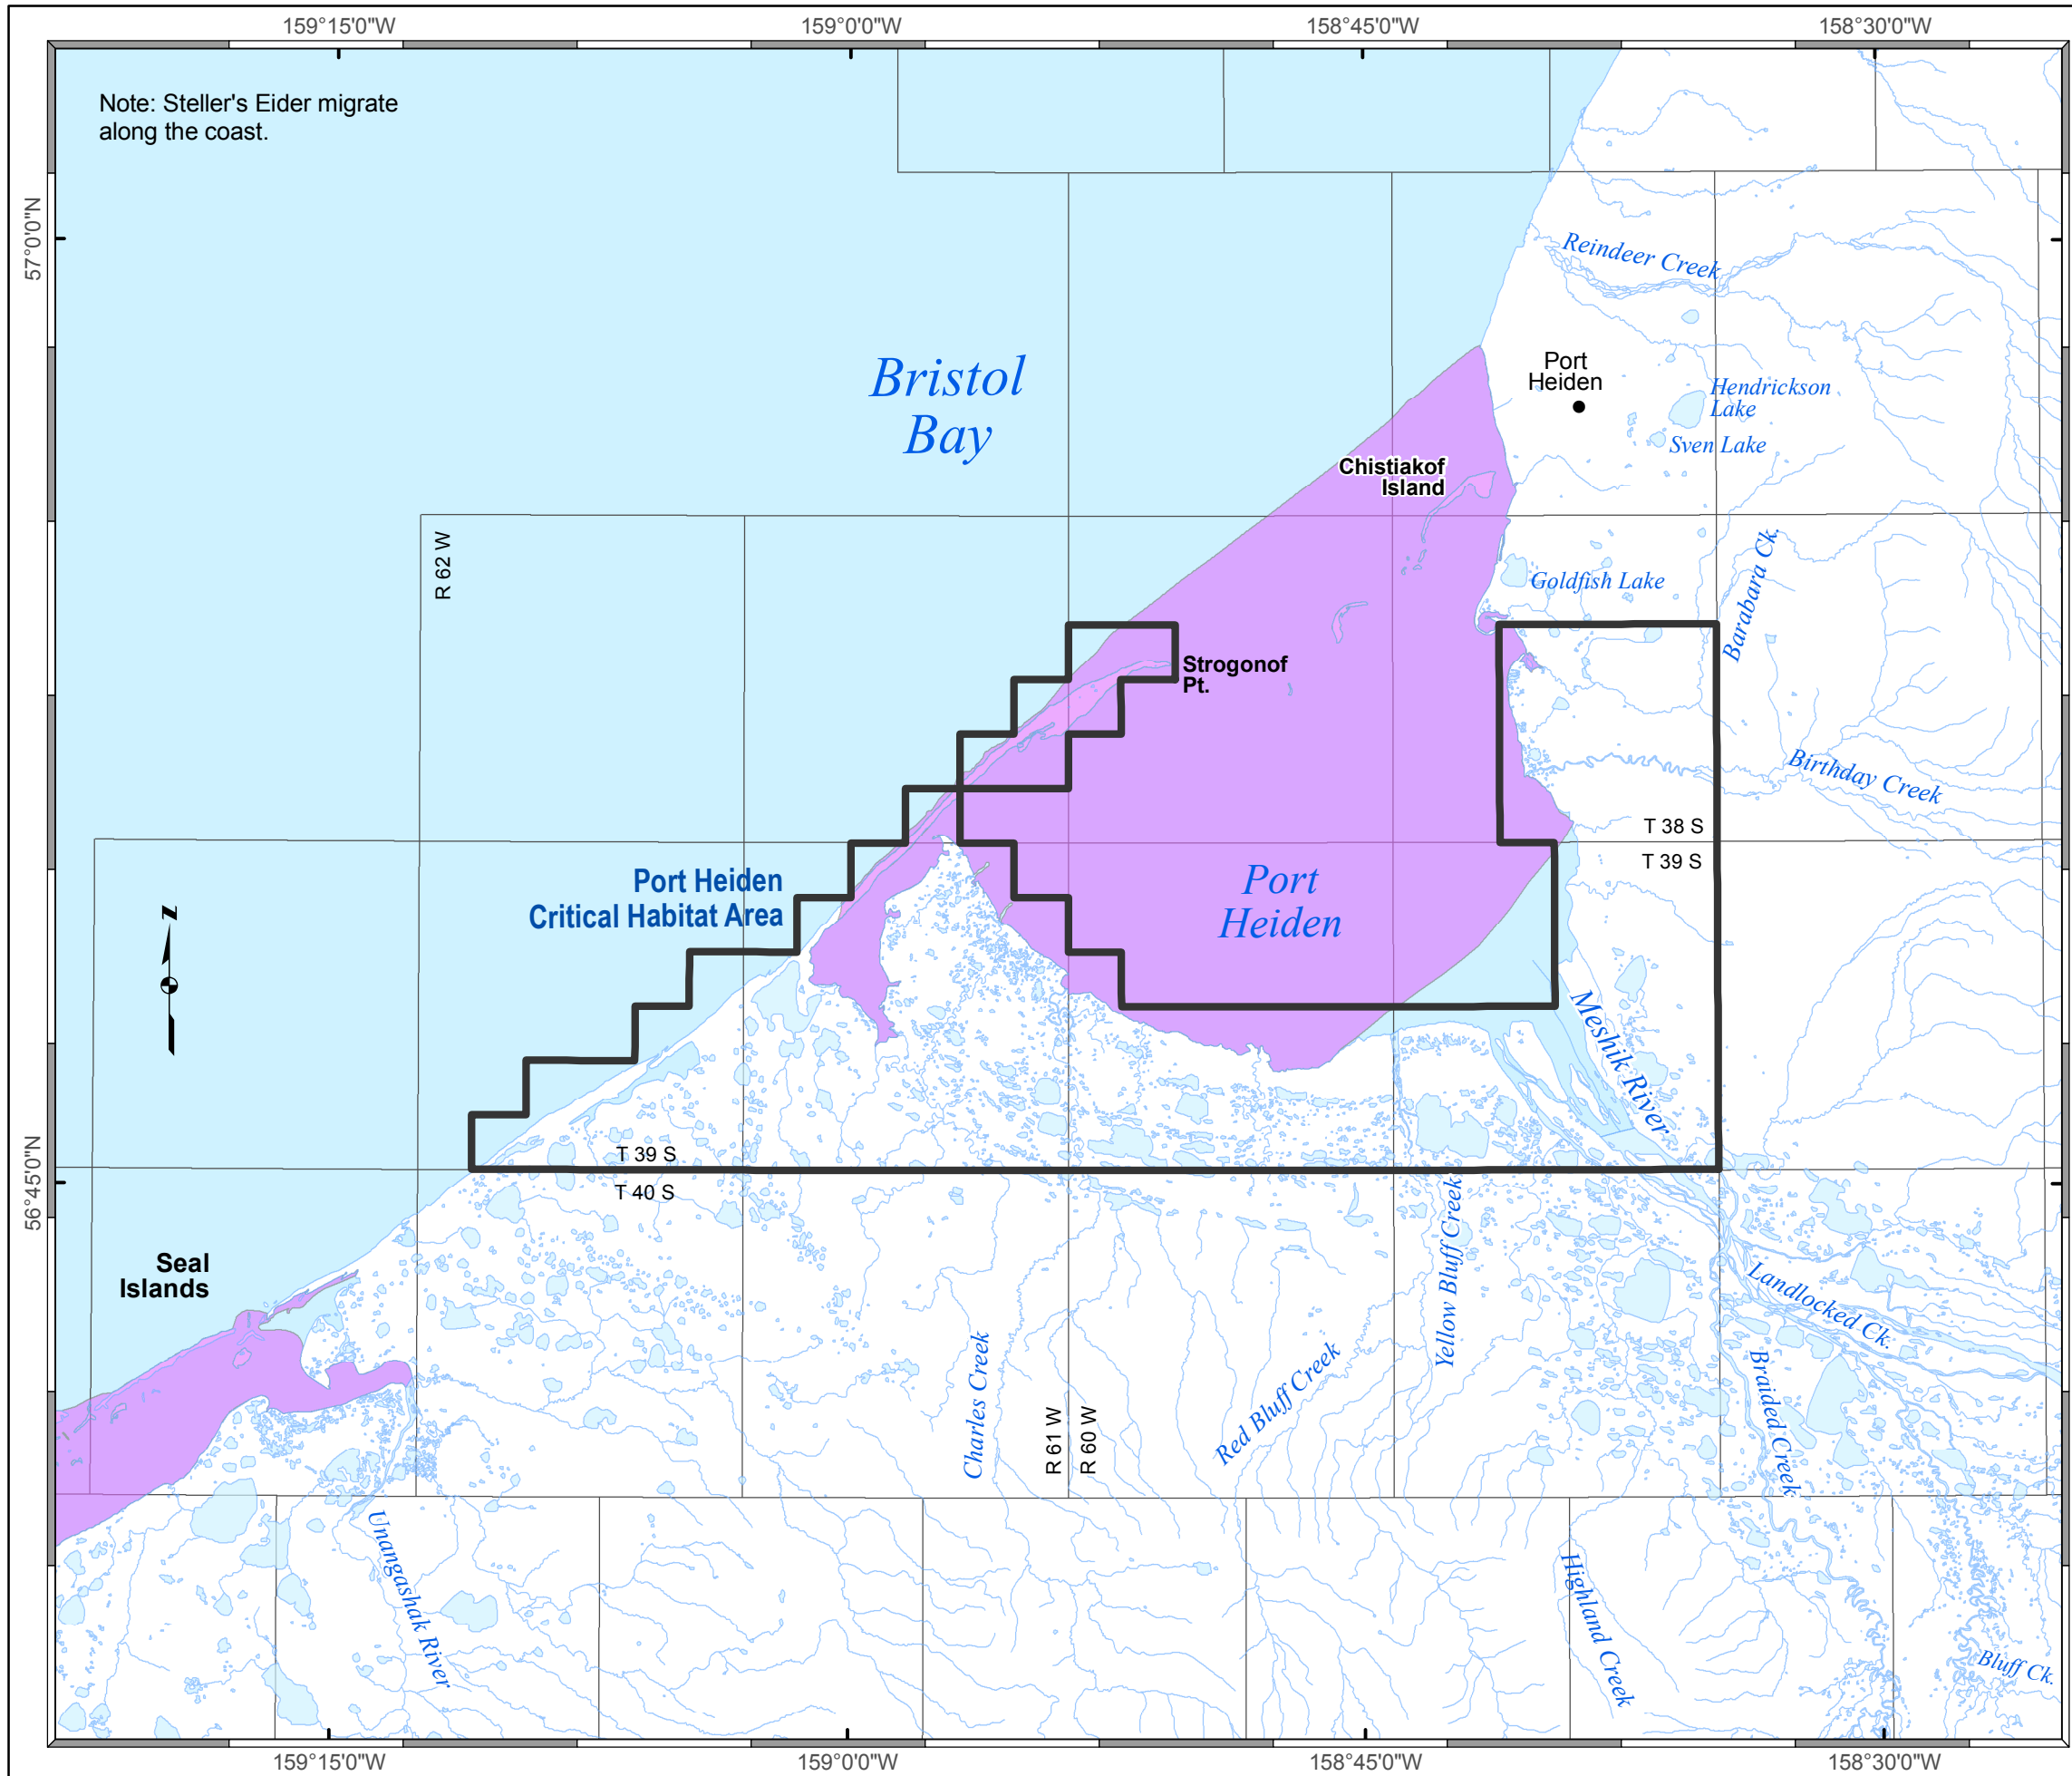 159°15'0"W
159°0'0"W
158°45'0"W
158°30'0"W
Note: Steller's Eider migrate
along the coast.
57°0'0"N
Reindeer Creek
Bristol
Bay
Port
Heiden
Hendrickson
Lake
Sven Lake
Chistiakof
Island
R 62 W
Goldfish Lake
Barabara Ck.
Strogonof
Pt.
Birthday Creek
T 38 S
T 39 S
Port Heiden
Critical Habitat Area
Port
Heiden
N
Meshik River
56°45'0"N
T 39 S
T 40 S
Seal
Islands
Yellow Bluff Creek
Landlocked Ck.
Charles Creek
R 61 W
R 60 W
Red Bluff Creek
Braided Creek
Unangashak River
Highland Creek
Bluff Ck.
159°15'0"W
159°0'0"W
158°45'0"W
158°30'0"W